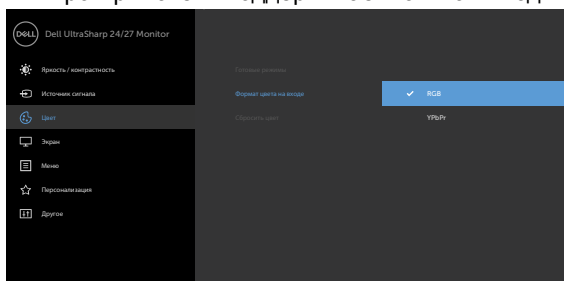 DELL
Dell UltraSharp 24/27 Monitor
Яркость / контрастность
Готовые режимы
Источник сигнала
Формат цвета на входе
RGB
Цвет
Сбросить цвет
YPbPr
Экран
Меню
Персонализация
Другое